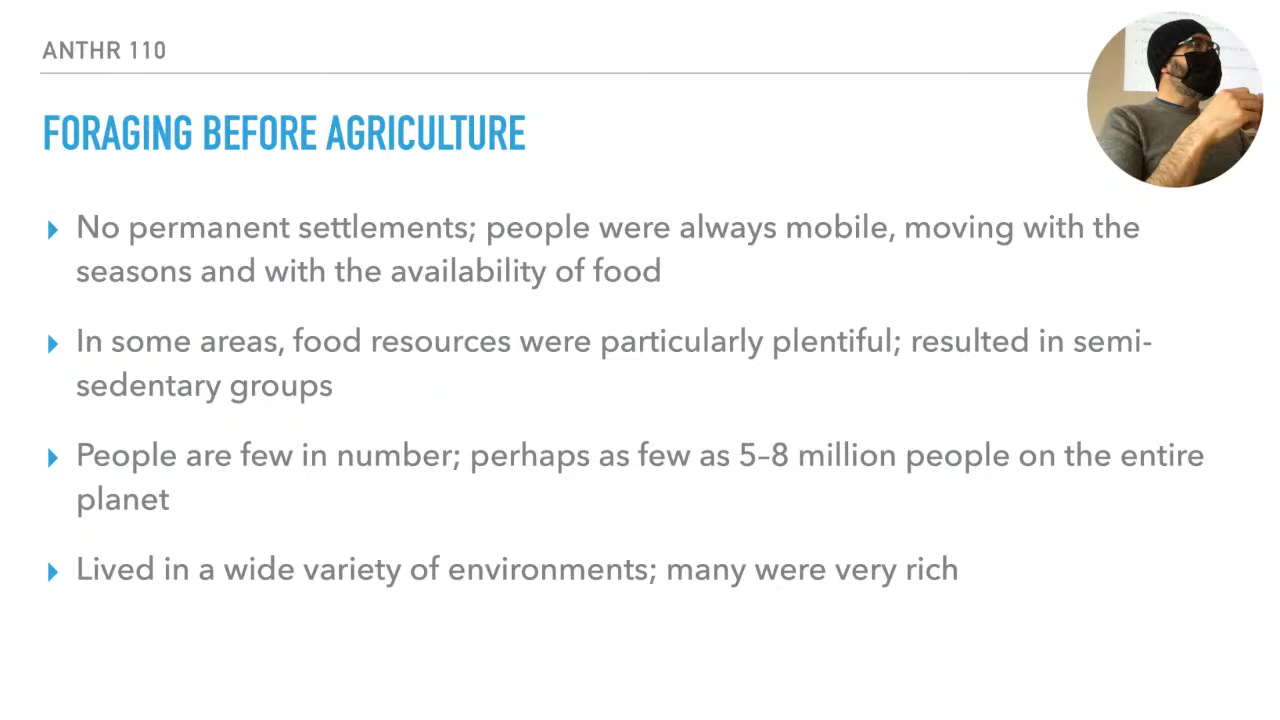 ANTHR 110
FORAGING BEFORE AGRICULTURE
No permanent settlements; people were always mobile, moving with the
seasons and with the availability of food
In some areas, food resources were particularly plentiful; resulted in semi-
sedentary groups
People are few in number; perhaps as few as 5–8 million people on the entire
planet
Lived in a wide variety of environments; many were very rich